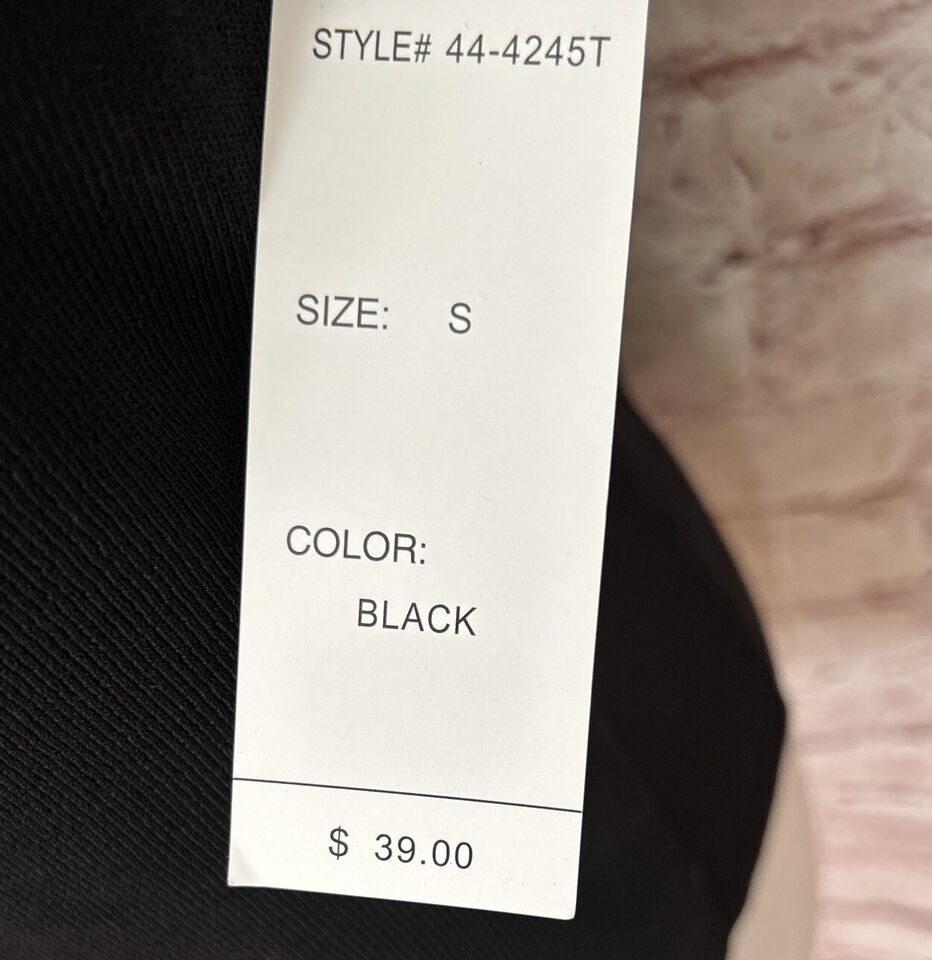 STYLE# 44-4245T
SIZE: S
COLOR:
BLACK
$ 39.00